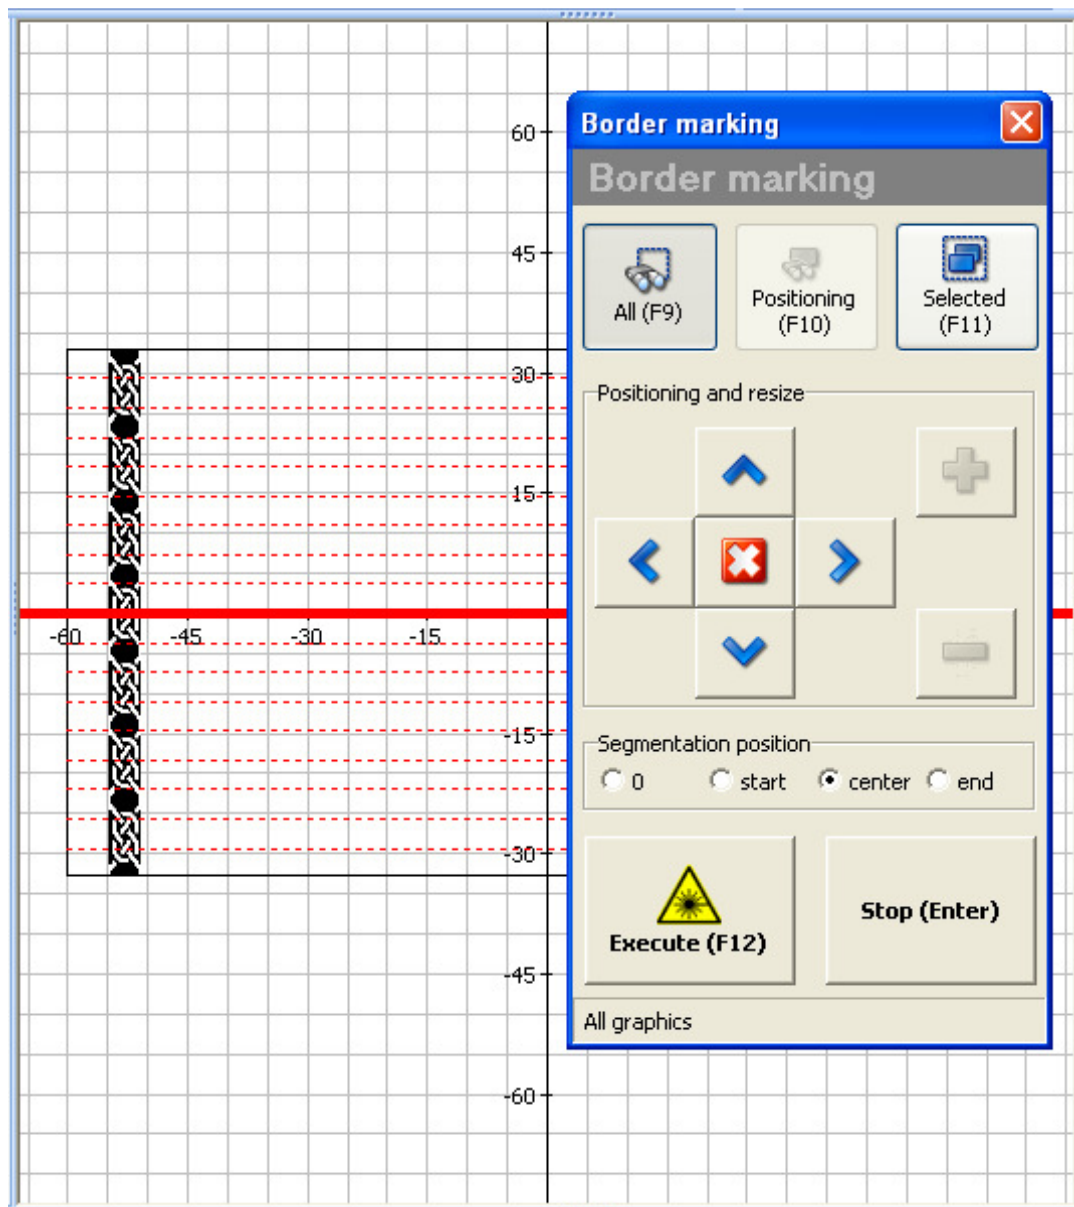 Border marking
Border marking
60
45
30
15
-60 -45 -30 -15
-15
-30
-45
-60
All (F9)
Positioning
(F10)
Selected
(F11)
Positioning and resize
Segmentation position
0 start center end
Execute (F12)
Stop (Enter)
All graphics